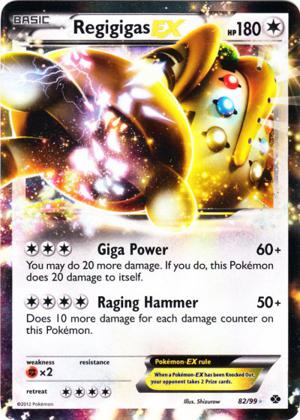 BASIC
Regigigas EX HP 180
Giga Power 60+
You may do 20 more damage. If you do, this Pokémon
does 20 damage to itself.
Raging Hammer 50+
Does 10 more damage for each damage counter on
this Pokémon.
weakness
×2
resistance
retreat
Pokémon-EX rule
When a Pokémon-EX has been Knocked Out,
your opponent takes 2 Prize cards.
©2012 Pokémon
Illus. Shizurow
82/99